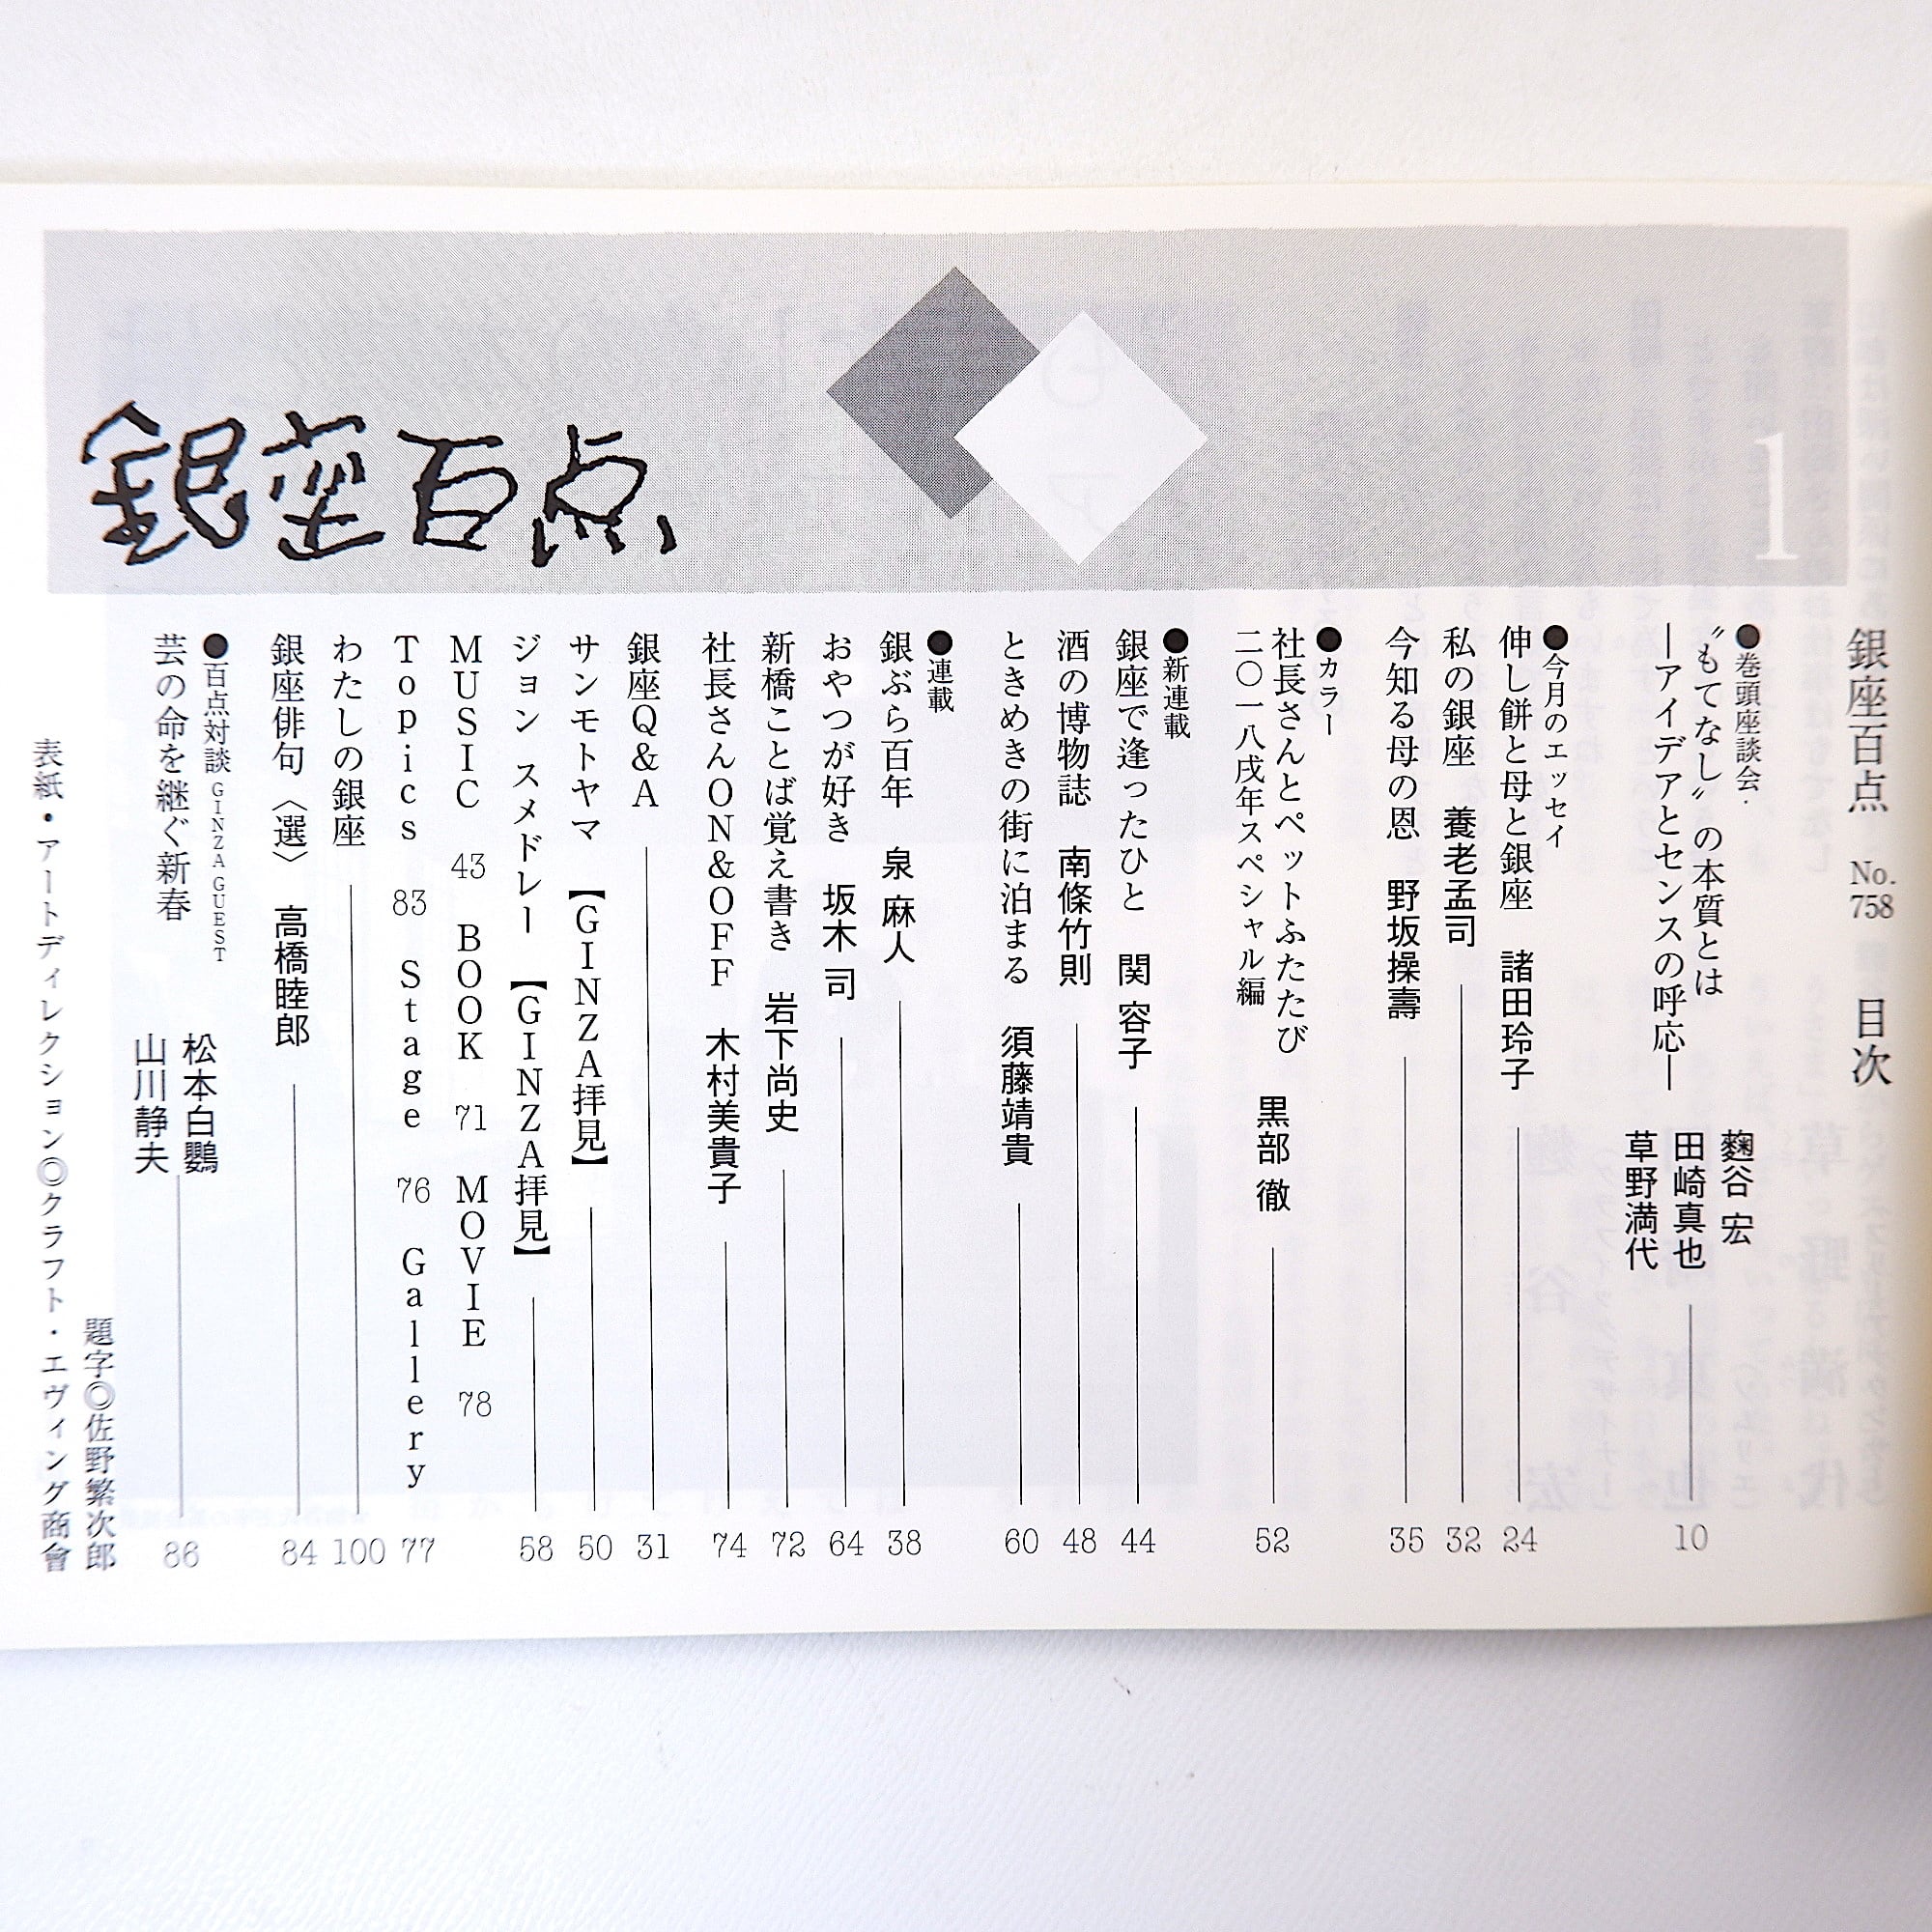 銀座百点
1
銀座百点　No.758　目次
●巻頭座談会・
〝もてなし〟の本質とは
―アイデアとセンスの呼応―
麴谷 宏
田崎真也
草野満代
10
●今月のエッセイ
伸し餅と母と銀座　諸田玲子　24
私の銀座　養老孟司　32
今知る母の恩　野坂操壽　35
●カラー
社長さんとペットふたたび
二〇一八戌年スペシャル編
黒部 徹　52
●新連載
銀座で逢ったひと　関 容子　44
酒の博物誌　南條竹則　48
ときめきの街に泊まる　須藤靖貴　60
●連載
銀ぶら百年　泉 麻人　38
おやつが好き　坂木 司　64
新橋ことば覚え書き　岩下尚史　72
社長さんON&OFF　木村美貴子　74
銀座Q&A　31
サンモトヤマ【GINZA拝見】　50
ジョン スメドレー【GINZA拝見】　58
MUSIC 43　BOOK 71　MOVIE 78
Topics 83　Stage 76　Gallery 77
わたしの銀座　100
銀座俳句〈選〉　高橋睦郎　84
●百点対談 GINZA GUEST
芸の命を継ぐ新春
松本白鸚
山川静夫
86
題字◎佐野繁次郎
表紙・アートディレクション◎クラフト・エヴィング商會